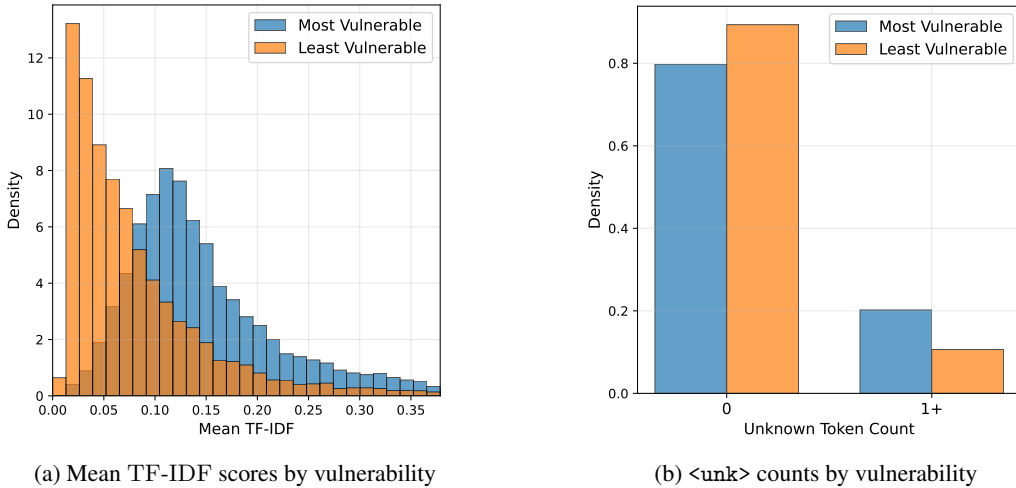 Most Vulnerable
Least Vulnerable
Density
0
2
4
6
8
10
12
0.00
0.05
0.10
0.15
0.20
0.25
0.30
0.35
Mean TF-IDF
(a) Mean TF-IDF scores by vulnerability
Most Vulnerable
Least Vulnerable
Density
0.0
0.2
0.4
0.6
0.8
0
1+
Unknown Token Count
(b) <unk> counts by vulnerability